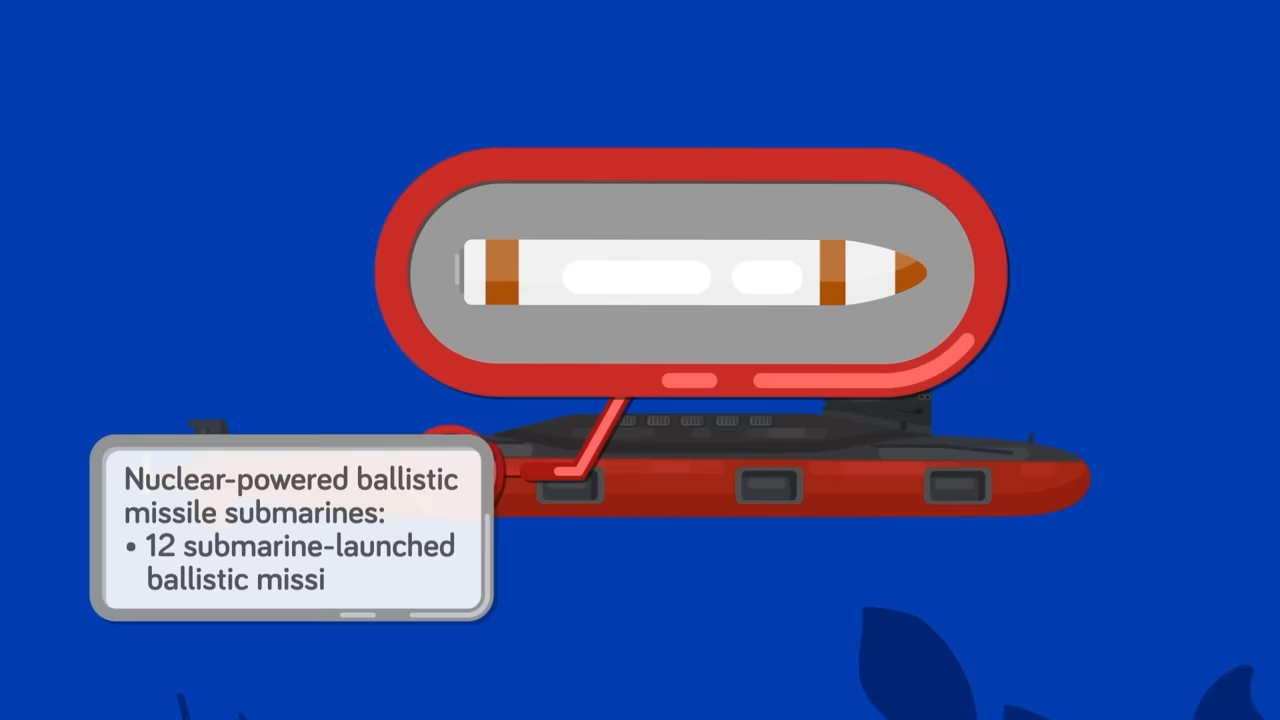 Nuclear-powered ballistic
missile submarines:
• 12 submarine-launched
ballistic missi